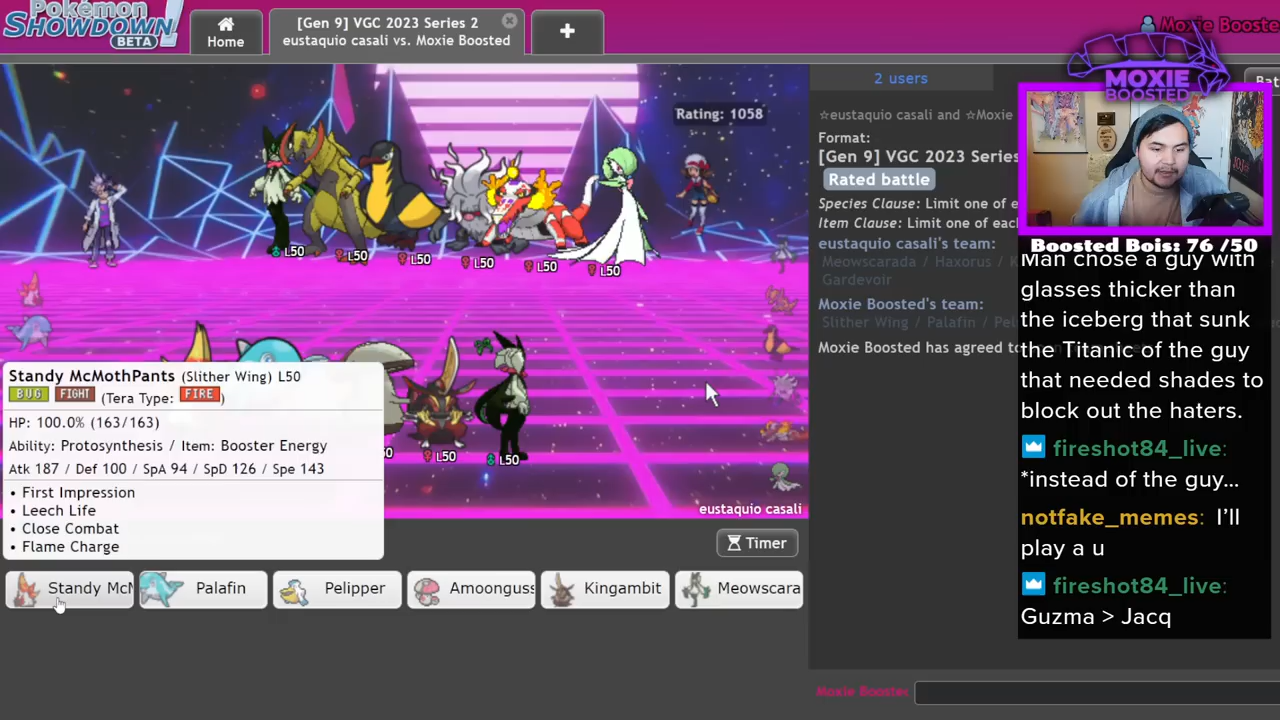 Pokémon
SHOWDOWN!
BETA
Home
[Gen 9] VGC 2023 Series 2
eustaquio casali vs. Moxie Boosted
Moxie Booste
MOXIE
BOOSTED
2 users
Bat
Rating: 1058
☆eustaquio casali and ☆Moxie
Format:
[Gen 9] VGC 2023 Series
Rated battle
Species Clause: Limit one of e
Item Clause: Limit one of each
eustaquio casali's team:
Meowscarada / Haxorus / K
Gardevoir
Moxie Boosted's team:
Slither Wing / Palafin / Pel
Moxie Boosted has agreed to
L50
L50
L50
L50
L50
L50
Boosted Bois: 76 /50
Man chose a guy with
glasses thicker than
the iceberg that sunk
the Titanic of the guy
that needed shades to
block out the haters.
fireshot84_live:
*instead of the guy...
notfake_memes: I'll
play a u
fireshot84_live:
Guzma > Jacq
Standy McMothPants (Slither Wing) L50
BUG FIGHT (Tera Type: FIRE)
HP: 100.0% (163/163)
Ability: Protosynthesis / Item: Booster Energy
Atk 187 / Def 100 / SpA 94 / SpD 126 / Spe 143
• First Impression
• Leech Life
• Close Combat
• Flame Charge
50
L50
L50
eustaquio casali
Timer
Standy McM
Palafin
Pelipper
Amoonguss
Kingambit
Meowscara
Moxie Boosted